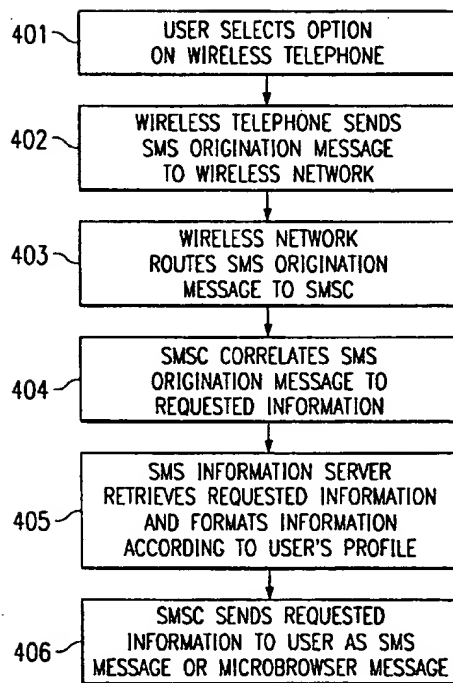 401
USER SELECTS OPTION
ON WIRELESS TELEPHONE
402
WIRELESS TELEPHONE SENDS
SMS ORIGINATION MESSAGE
TO WIRELESS NETWORK
403
WIRELESS NETWORK
ROUTES SMS ORIGINATION
MESSAGE TO SMSC
404
SMSC CORRELATES SMS
ORIGINATION MESSAGE TO
REQUESTED INFORMATION
405
SMS INFORMATION SERVER
RETRIEVES REQUESTED INFORMATION
AND FORMATS INFORMATION
ACCORDING TO USER'S PROFILE
406
SMSC SENDS REQUESTED
INFORMATION TO USER AS SMS
MESSAGE OR MICROBROWSER MESSAGE